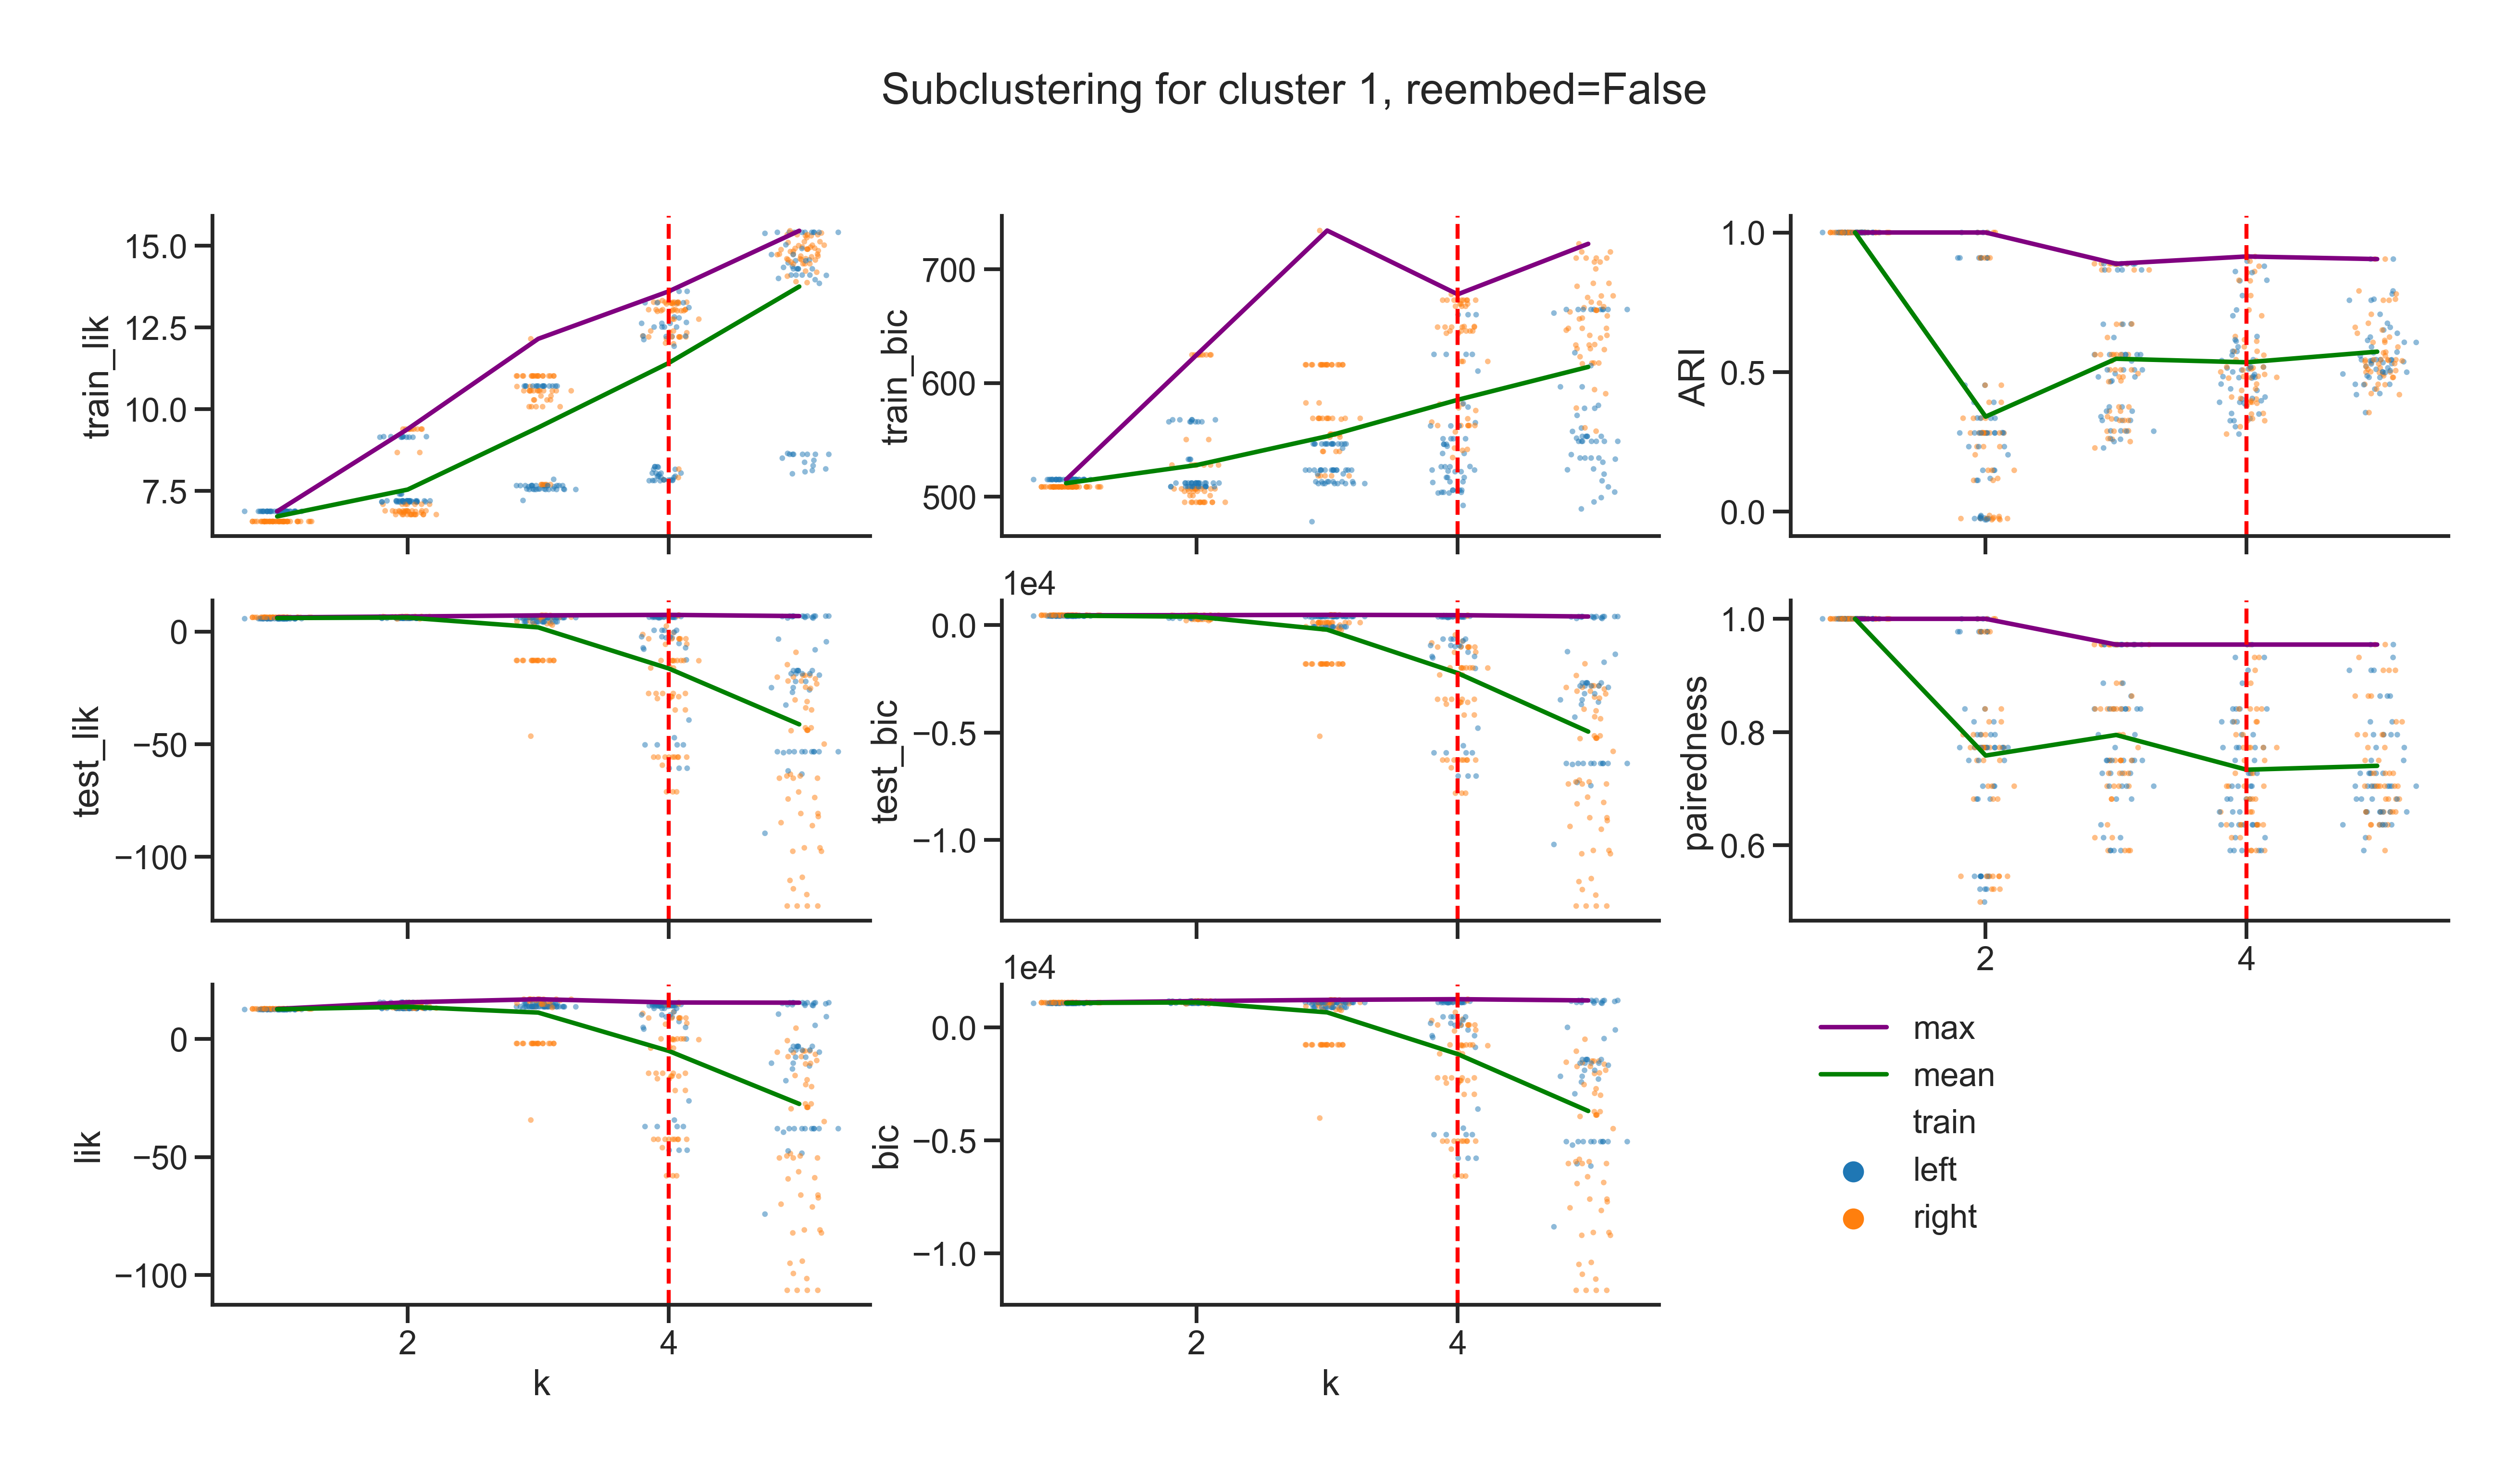 Subclustering for cluster 1, reembed=False
train_lik
15.0
12.5
10.0
7.5
train_bic
700
600
500
ARI
1.0
0.5
0.0
test_lik
0
−50
−100
1e4
test_bic
0.0
−0.5
−1.0
pairedness
1.0
0.8
0.6
2
4
lik
0
−50
−100
2
4
k
1e4
bic
0.0
−0.5
−1.0
2
4
k
max
mean
train
left
right